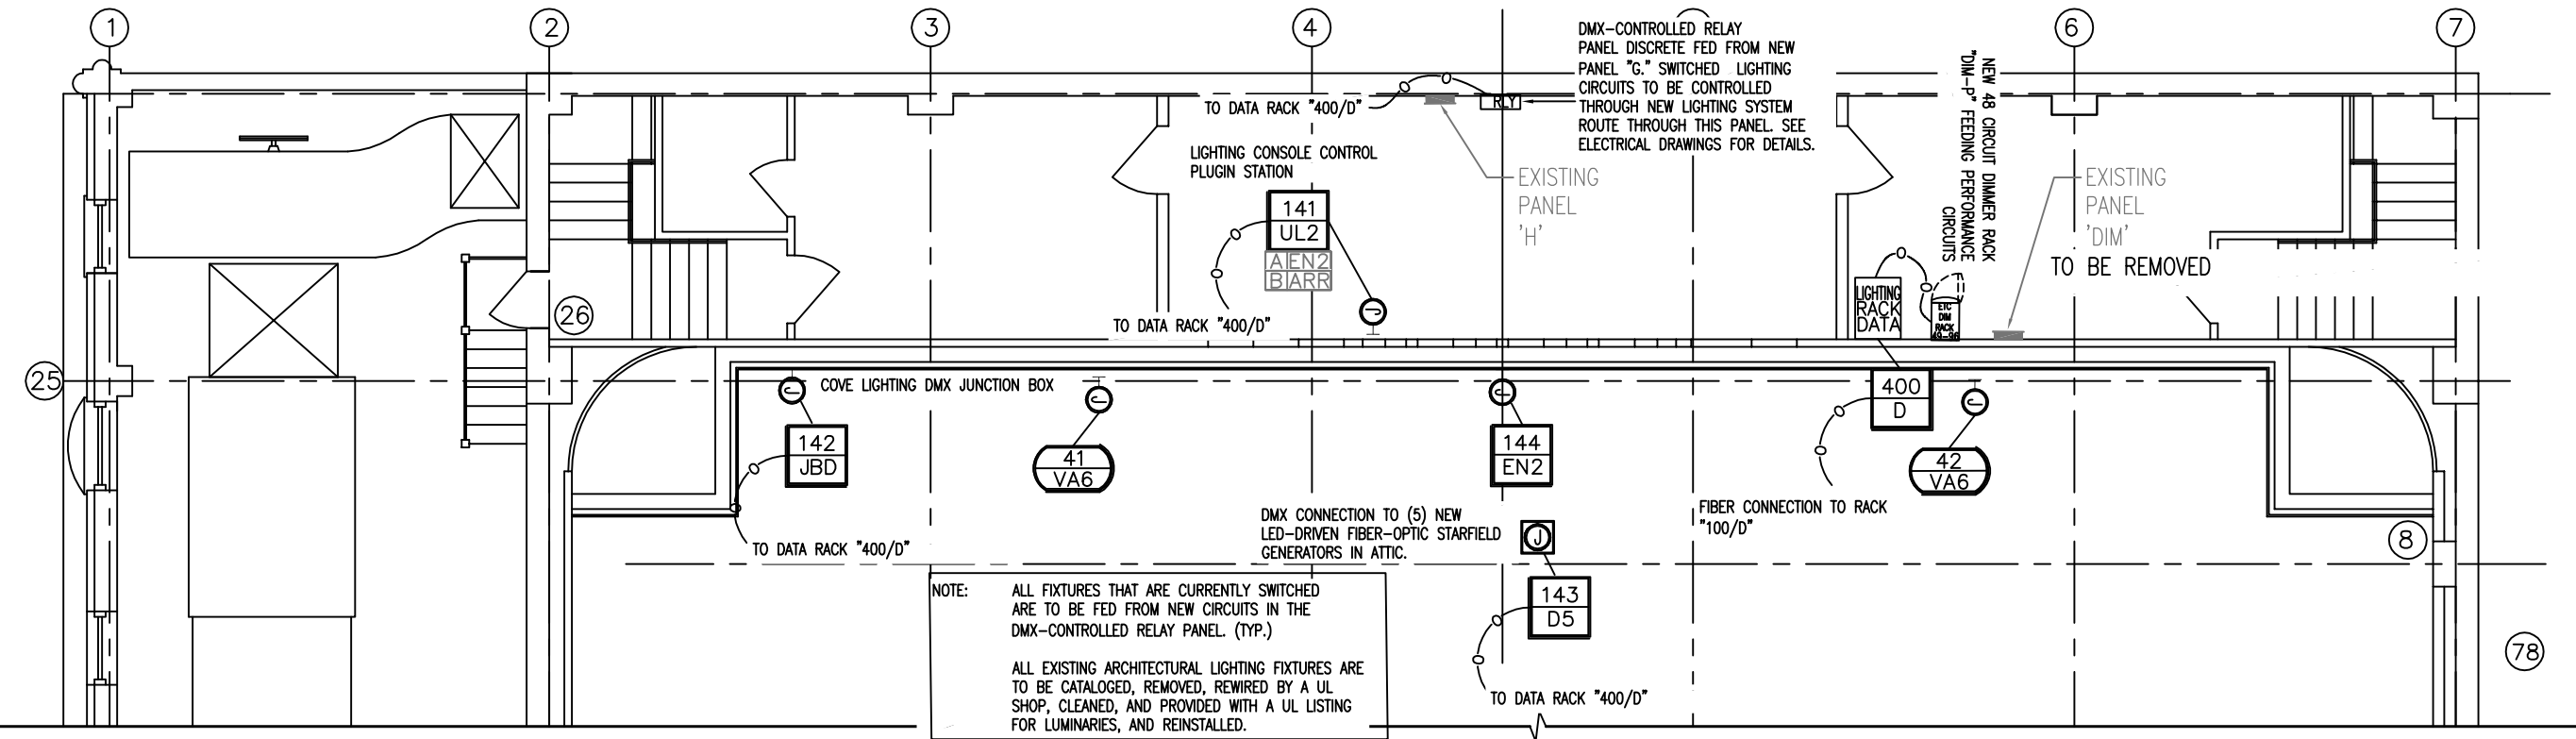 1
2
3
4
6
7
DMX-CONTROLLED RELAY
PANEL DISCRETE FED FROM NEW
PANEL "G." SWITCHED LIGHTING
CIRCUITS TO BE CONTROLLED
THROUGH NEW LIGHTING SYSTEM
ROUTE THROUGH THIS PANEL. SEE
ELECTRICAL DRAWINGS FOR DETAILS.
NEW 48 CIRCUIT DIMMER RACK
"DIM-P" FEEDING PERFORMANCE
CIRCUITS
TO DATA RACK "400/D"
RLY
LIGHTING CONSOLE CONTROL
PLUGIN STATION
EXISTING
PANEL
'H'
EXISTING
PANEL
'DIM'
TO BE REMOVED
141
UL2
A EN2
B ARR
J
26
TO DATA RACK "400/D"
LIGHTING
RACK
DATA
ETC
DIM
RACK
49-96
25
J
COVE LIGHTING DMX JUNCTION BOX
J
J
400
D
J
142
JBD
41
VA6
144
EN2
42
VA6
FIBER CONNECTION TO RACK
"100/D"
DMX CONNECTION TO (5) NEW
LED-DRIVEN FIBER-OPTIC STARFIELD
GENERATORS IN ATTIC.
J
8
TO DATA RACK "400/D"
143
D5
NOTE: ALL FIXTURES THAT ARE CURRENTLY SWITCHED
ARE TO BE FED FROM NEW CIRCUITS IN THE
DMX-CONTROLLED RELAY PANEL. (TYP.)
ALL EXISTING ARCHITECTURAL LIGHTING FIXTURES ARE
TO BE CATALOGED, REMOVED, REWIRED BY A UL
SHOP, CLEANED, AND PROVIDED WITH A UL LISTING
FOR LUMINARIES, AND REINSTALLED.
78
TO DATA RACK "400/D"